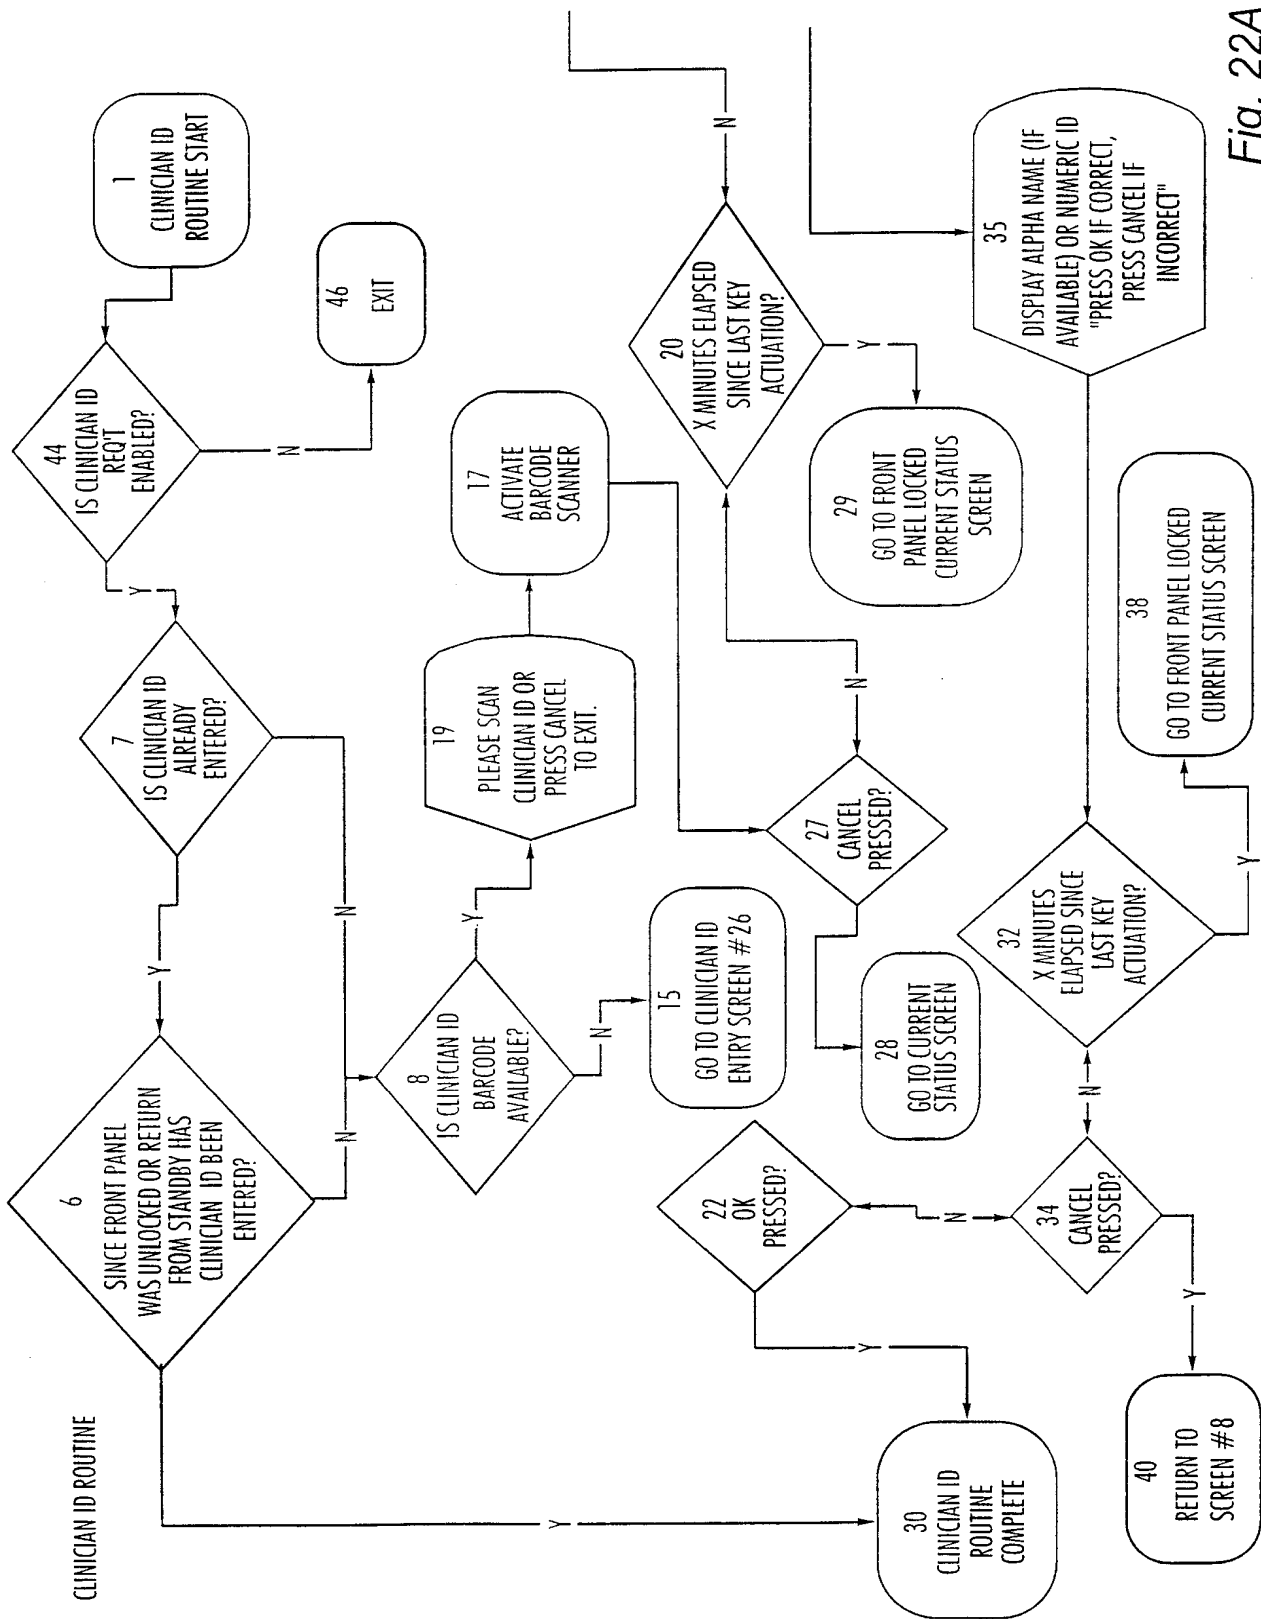 CLINICIAN ID ROUTINE
1
CLINICIAN ID
ROUTINE START
44
IS CLINICIAN ID
REQ'T
ENABLED?
N
46
EXIT
Y
7
IS CLINICIAN ID
ALREADY
ENTERED?
Y
N
6
SINCE FRONT PANEL
WAS UNLOCKED OR RETURN
FROM STANDBY HAS
CLINICIAN ID BEEN
ENTERED?
N
Y
8
IS CLINICIAN ID
BARCODE
AVAILABLE?
Y
N
19
PLEASE SCAN
CLINICIAN ID OR
PRESS CANCEL
TO EXIT.
17
ACTIVATE
BARCODE
SCANNER
15
GO TO CLINICIAN ID
ENTRY SCREEN #26
27
CANCEL
PRESSED?
N
28
GO TO CURRENT
STATUS SCREEN
20
X MINUTES ELAPSED
SINCE LAST KEY
ACTUATION?
N
Y
29
GO TO FRONT
PANEL LOCKED
CURRENT STATUS
SCREEN
35
DISPLAY ALPHA NAME (IF
AVAILABLE) OR NUMERIC ID
"PRESS OK IF CORRECT,
PRESS CANCEL IF
INCORRECT"
32
X MINUTES
ELAPSED SINCE
LAST KEY
ACTUATION?
Y
38
GO TO FRONT PANEL LOCKED
CURRENT STATUS SCREEN
N
34
CANCEL
PRESSED?
N
Y
22
OK
PRESSED?
Y
30
CLINICIAN ID
ROUTINE
COMPLETE
40
RETURN TO
SCREEN #8
Fig. 22A